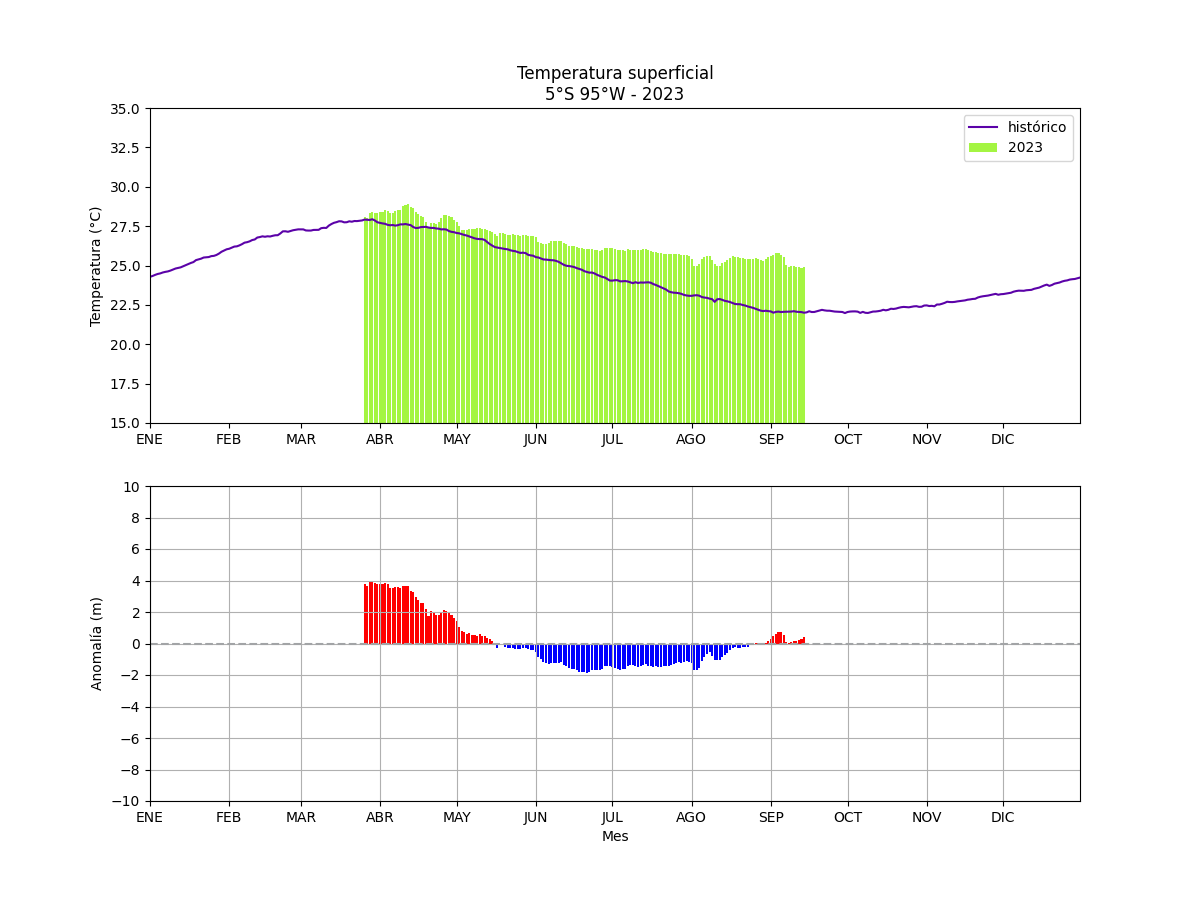 Temperatura superficial
5°S 95°W - 2023
35.0
32.5
30.0
27.5
25.0
22.5
20.0
17.5
15.0
Temperatura (°C)
histórico
2023
ENE FEB MAR ABR MAY JUN JUL AGO SEP OCT NOV DIC
10
8
6
4
2
0
−2
−4
−6
−8
−10
Anomalía (m)
ENE FEB MAR ABR MAY JUN JUL AGO SEP OCT NOV DIC
Mes